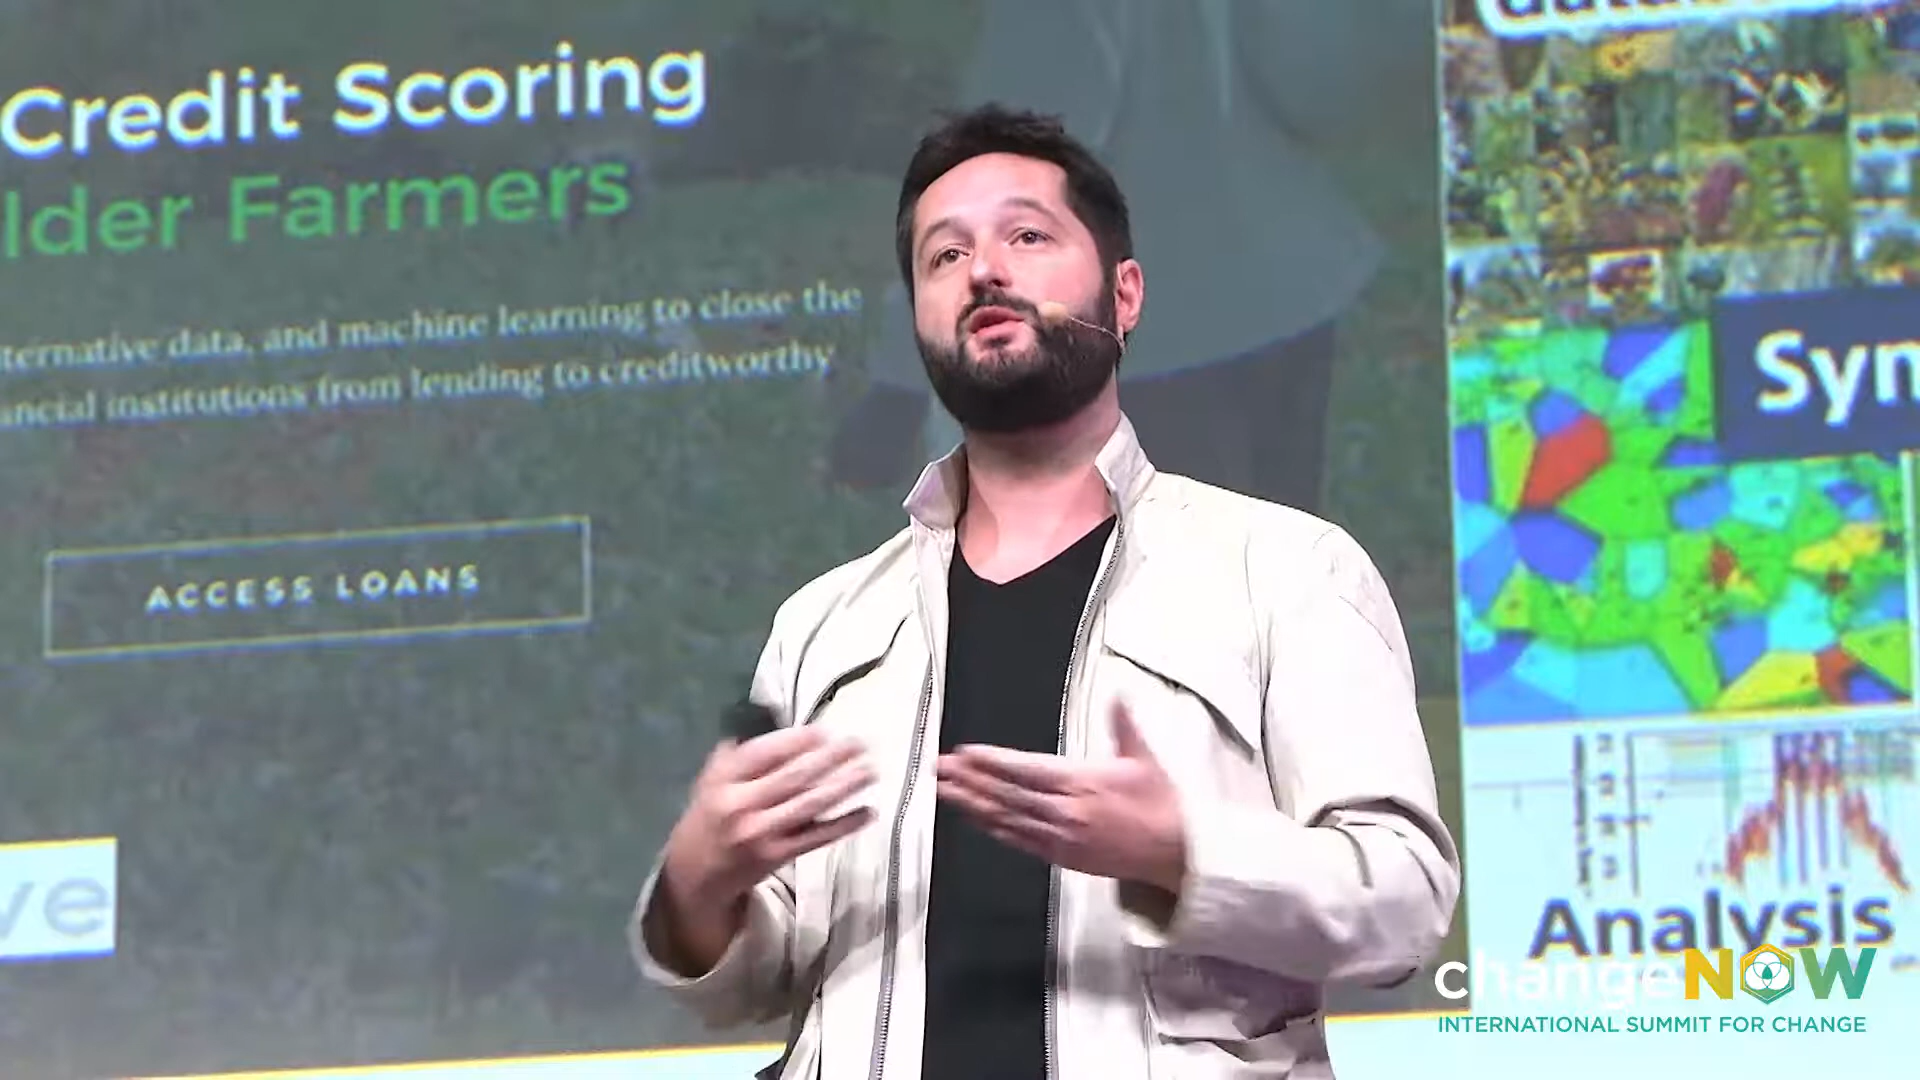 Credit Scoring
lder Farmers
ternative data, and machine learning to close the
ancial institutions from lending to creditworthy
ACCESS LOANS
ve
Syn
Analysis
changeNOW
INTERNATIONAL SUMMIT FOR CHANGE